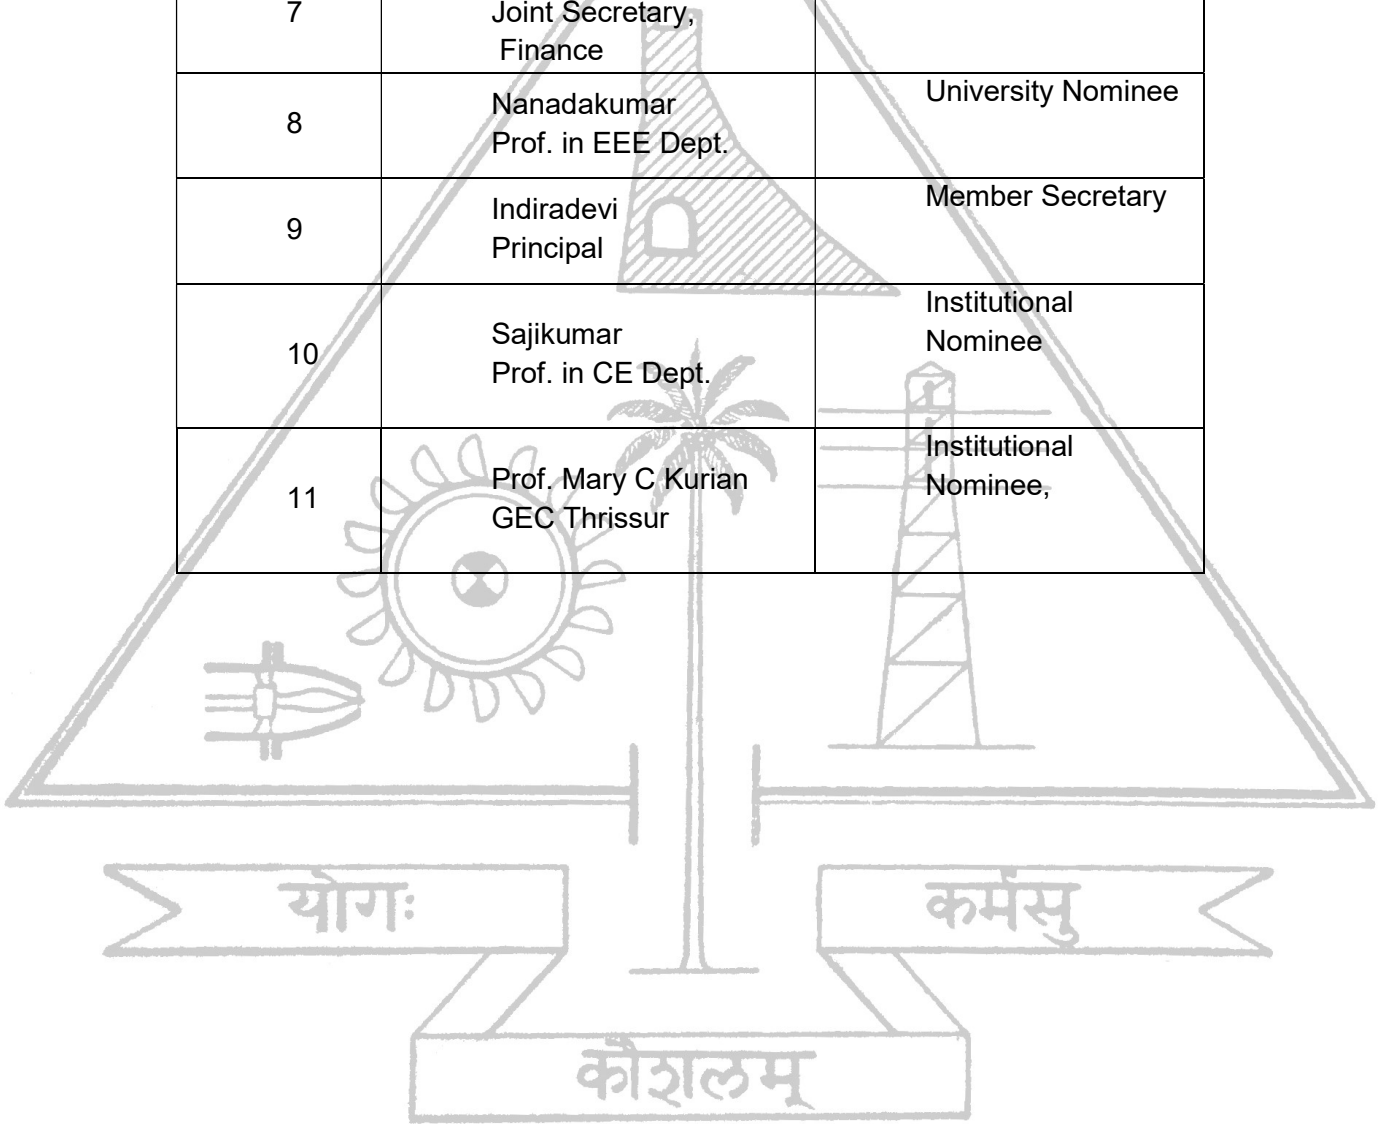 7
Joint Secretary,
Finance
8
Nanadakumar
Prof. in EEE Dept.
University Nominee
9
Indiradevi
Principal
Member Secretary
10
Sajikumar
Prof. in CE Dept.
Institutional
Nominee
11
Prof. Mary C Kurian
GEC Thrissur
Institutional
Nominee,
योगः
कर्मसु
कौशलम्